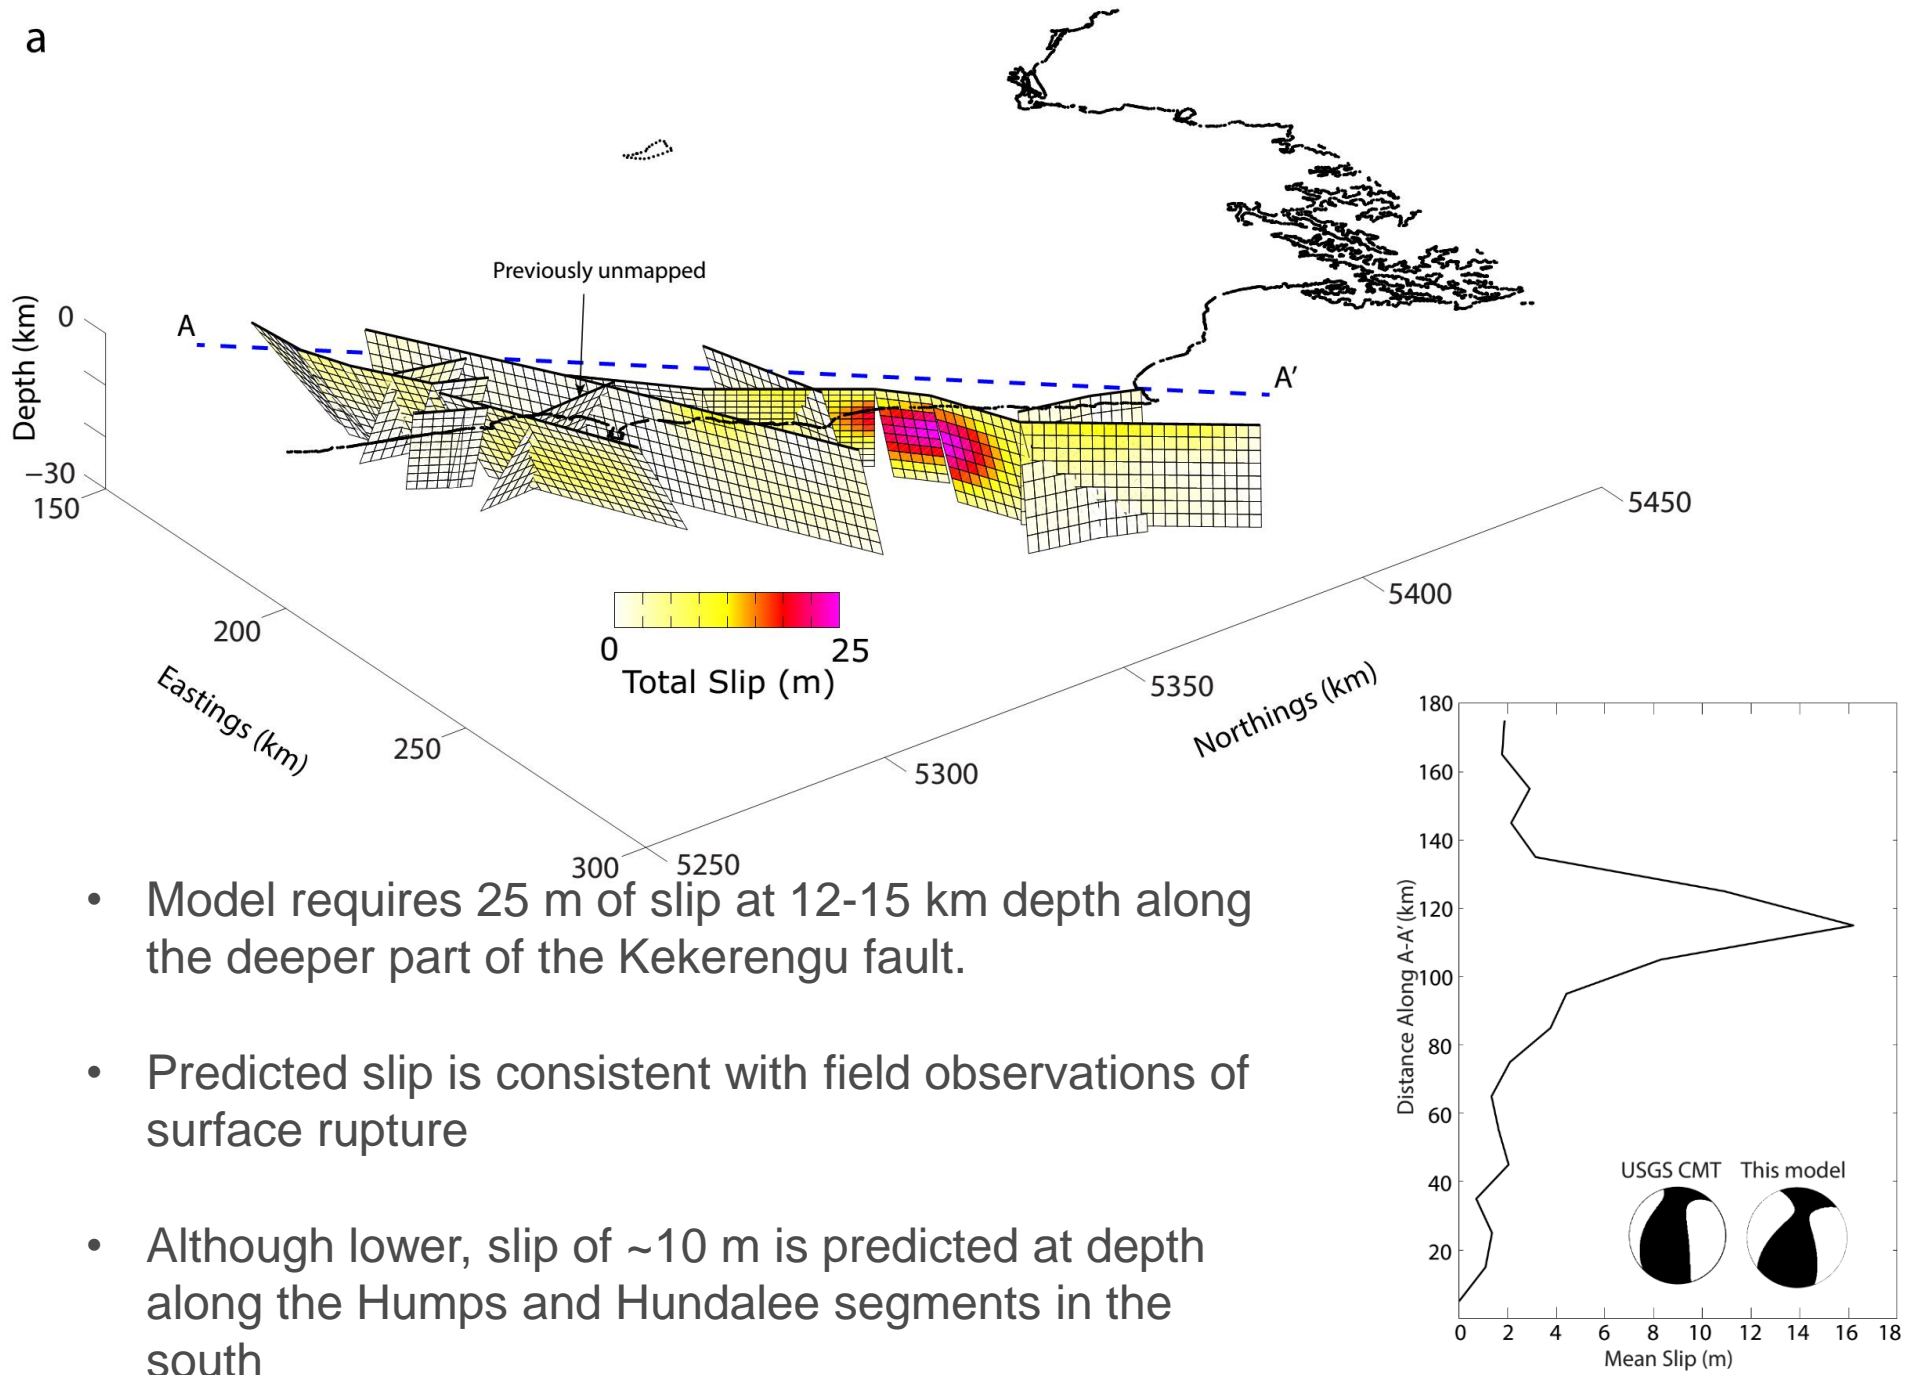 a
Previously unmapped
A
A'
Depth (km)
0
−30
150
200
250
300
Eastings (km)
5250
5300
5350
5400
5450
Northings (km)
0
25
Total Slip (m)
• Model requires 25 m of slip at 12-15 km depth along
the deeper part of the Kekerengu fault.
• Predicted slip is consistent with field observations of
surface rupture
• Although lower, slip of ~10 m is predicted at depth
along the Humps and Hundalee segments in the
south
180
160
140
120
100
80
60
40
20
Distance Along A-A' (km)
USGS CMT This model
0 2 4 6 8 10 12 14 16 18
Mean Slip (m)